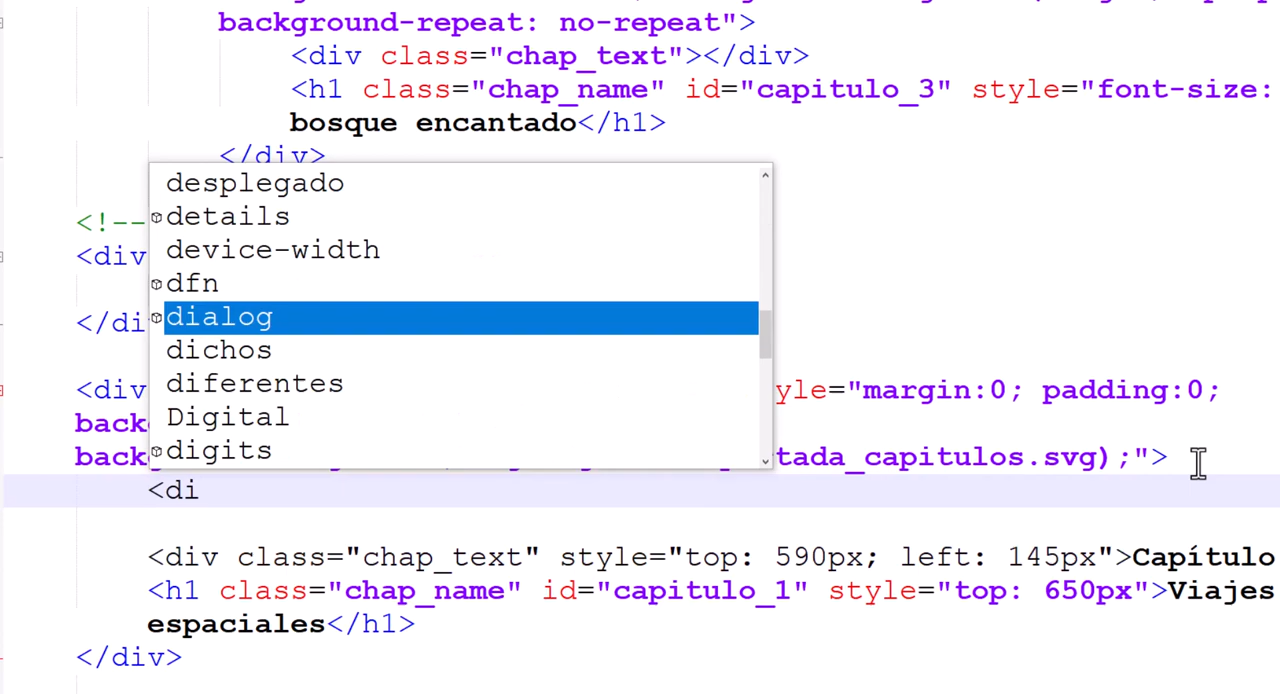 background-repeat: no-repeat">
<div class="chap_text"></div>
<h1 class="chap_name" id="capitulo_3" style="font-size:
bosque encantado</h1>
</div>
desplegado
<!-- details
<div device-width
dfn
dialog
</di
dichos
diferentes
<div yle="margin:0; padding:0;
Digital
back
digits
back tada_capitulos.svg);">
<di
<div class="chap_text" style="top: 590px; left: 145px">Capítulo
<h1 class="chap_name" id="capitulo_1" style="top: 650px">Viajes
espaciales</h1>
</div>